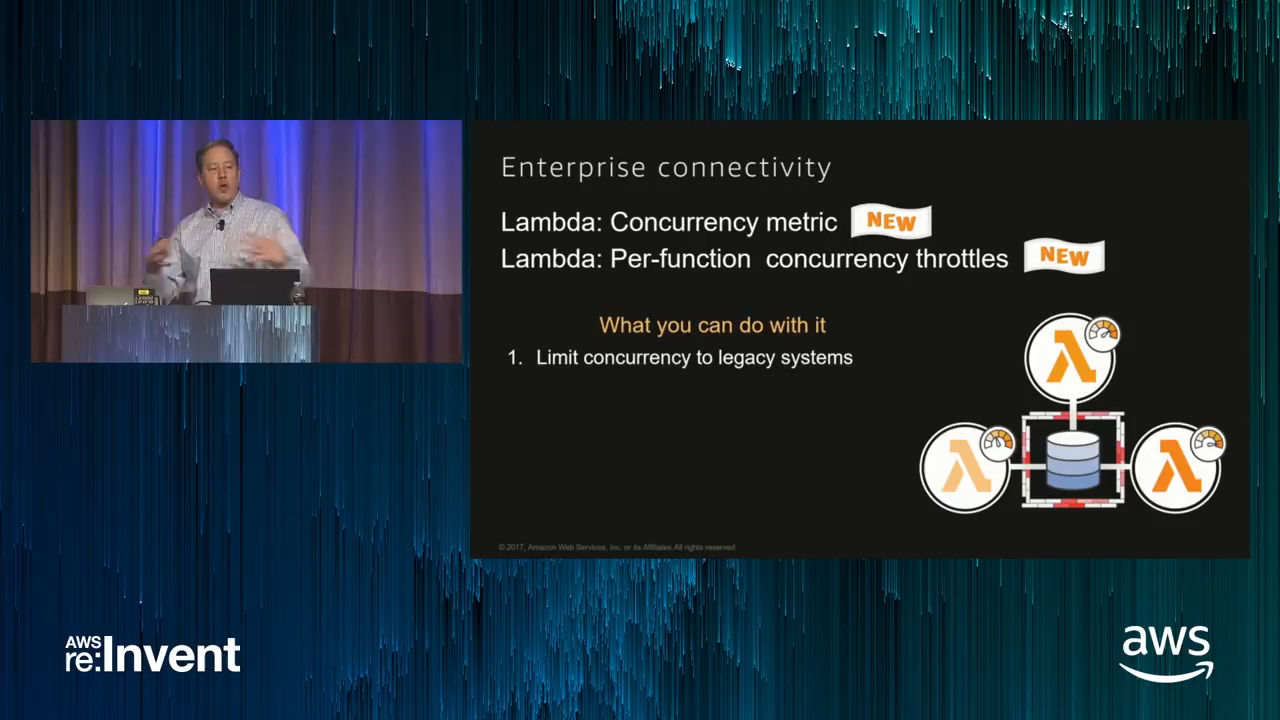 Enterprise connectivity
Lambda: Concurrency metric NEW
Lambda: Per-function concurrency throttles NEW
What you can do with it
1. Limit concurrency to legacy systems
© 2017, Amazon Web Services, Inc. or its Affiliates. All rights reserved
AWS
re:Invent
aws